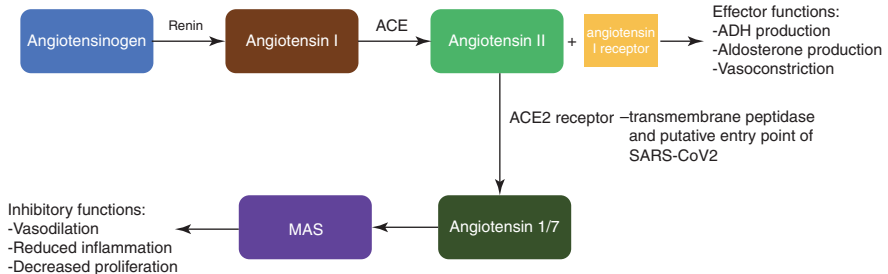 Angiotensinogen
Renin
Angiotensin I
ACE
Angiotensin II
+
angiotensin
I receptor
Effector functions:
-ADH production
-Aldosterone production
-Vasoconstriction
ACE2 receptor –transmembrane peptidase
and putative entry point of
SARS-CoV2
Angiotensin 1/7
MAS
Inhibitory functions:
-Vasodilation
-Reduced inflammation
-Decreased proliferation